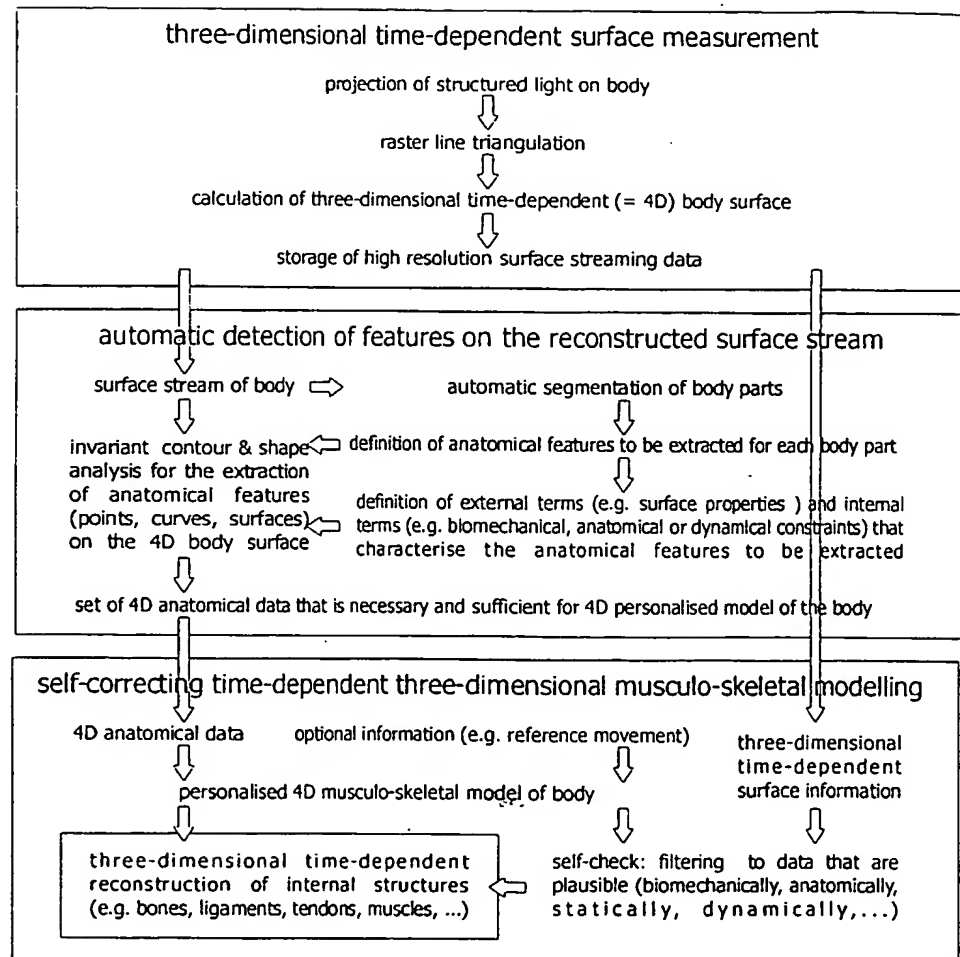 three-dimensional time-dependent surface measurement
projection of structured light on body
raster line triangulation
calculation of three-dimensional time-dependent (= 4D) body surface
storage of high resolution surface streaming data
automatic detection of features on the reconstructed surface stream
surface stream of body
automatic segmentation of body parts
invariant contour & shape
analysis for the extraction
of anatomical features
(points, curves, surfaces)
on the 4D body surface
definition of anatomical features to be extracted for each body part
definition of external terms (e.g. surface properties ) and internal
terms (e.g. biomechanical, anatomical or dynamical constraints) that
characterise the anatomical features to be extracted
set of 4D anatomical data that is necessary and sufficient for 4D personalised model of the body
self-correcting time-dependent three-dimensional musculo-skeletal modelling
4D anatomical data
optional information (e.g. reference movement)
three-dimensional
time-dependent
surface information
personalised 4D musculo-skeletal model of body
three-dimensional time-dependent
reconstruction of internal structures
(e.g. bones, ligaments, tendons, muscles, ...)
self-check: filtering to data that are
plausible (biomechanically, anatomically,
statically, dynamically,...)